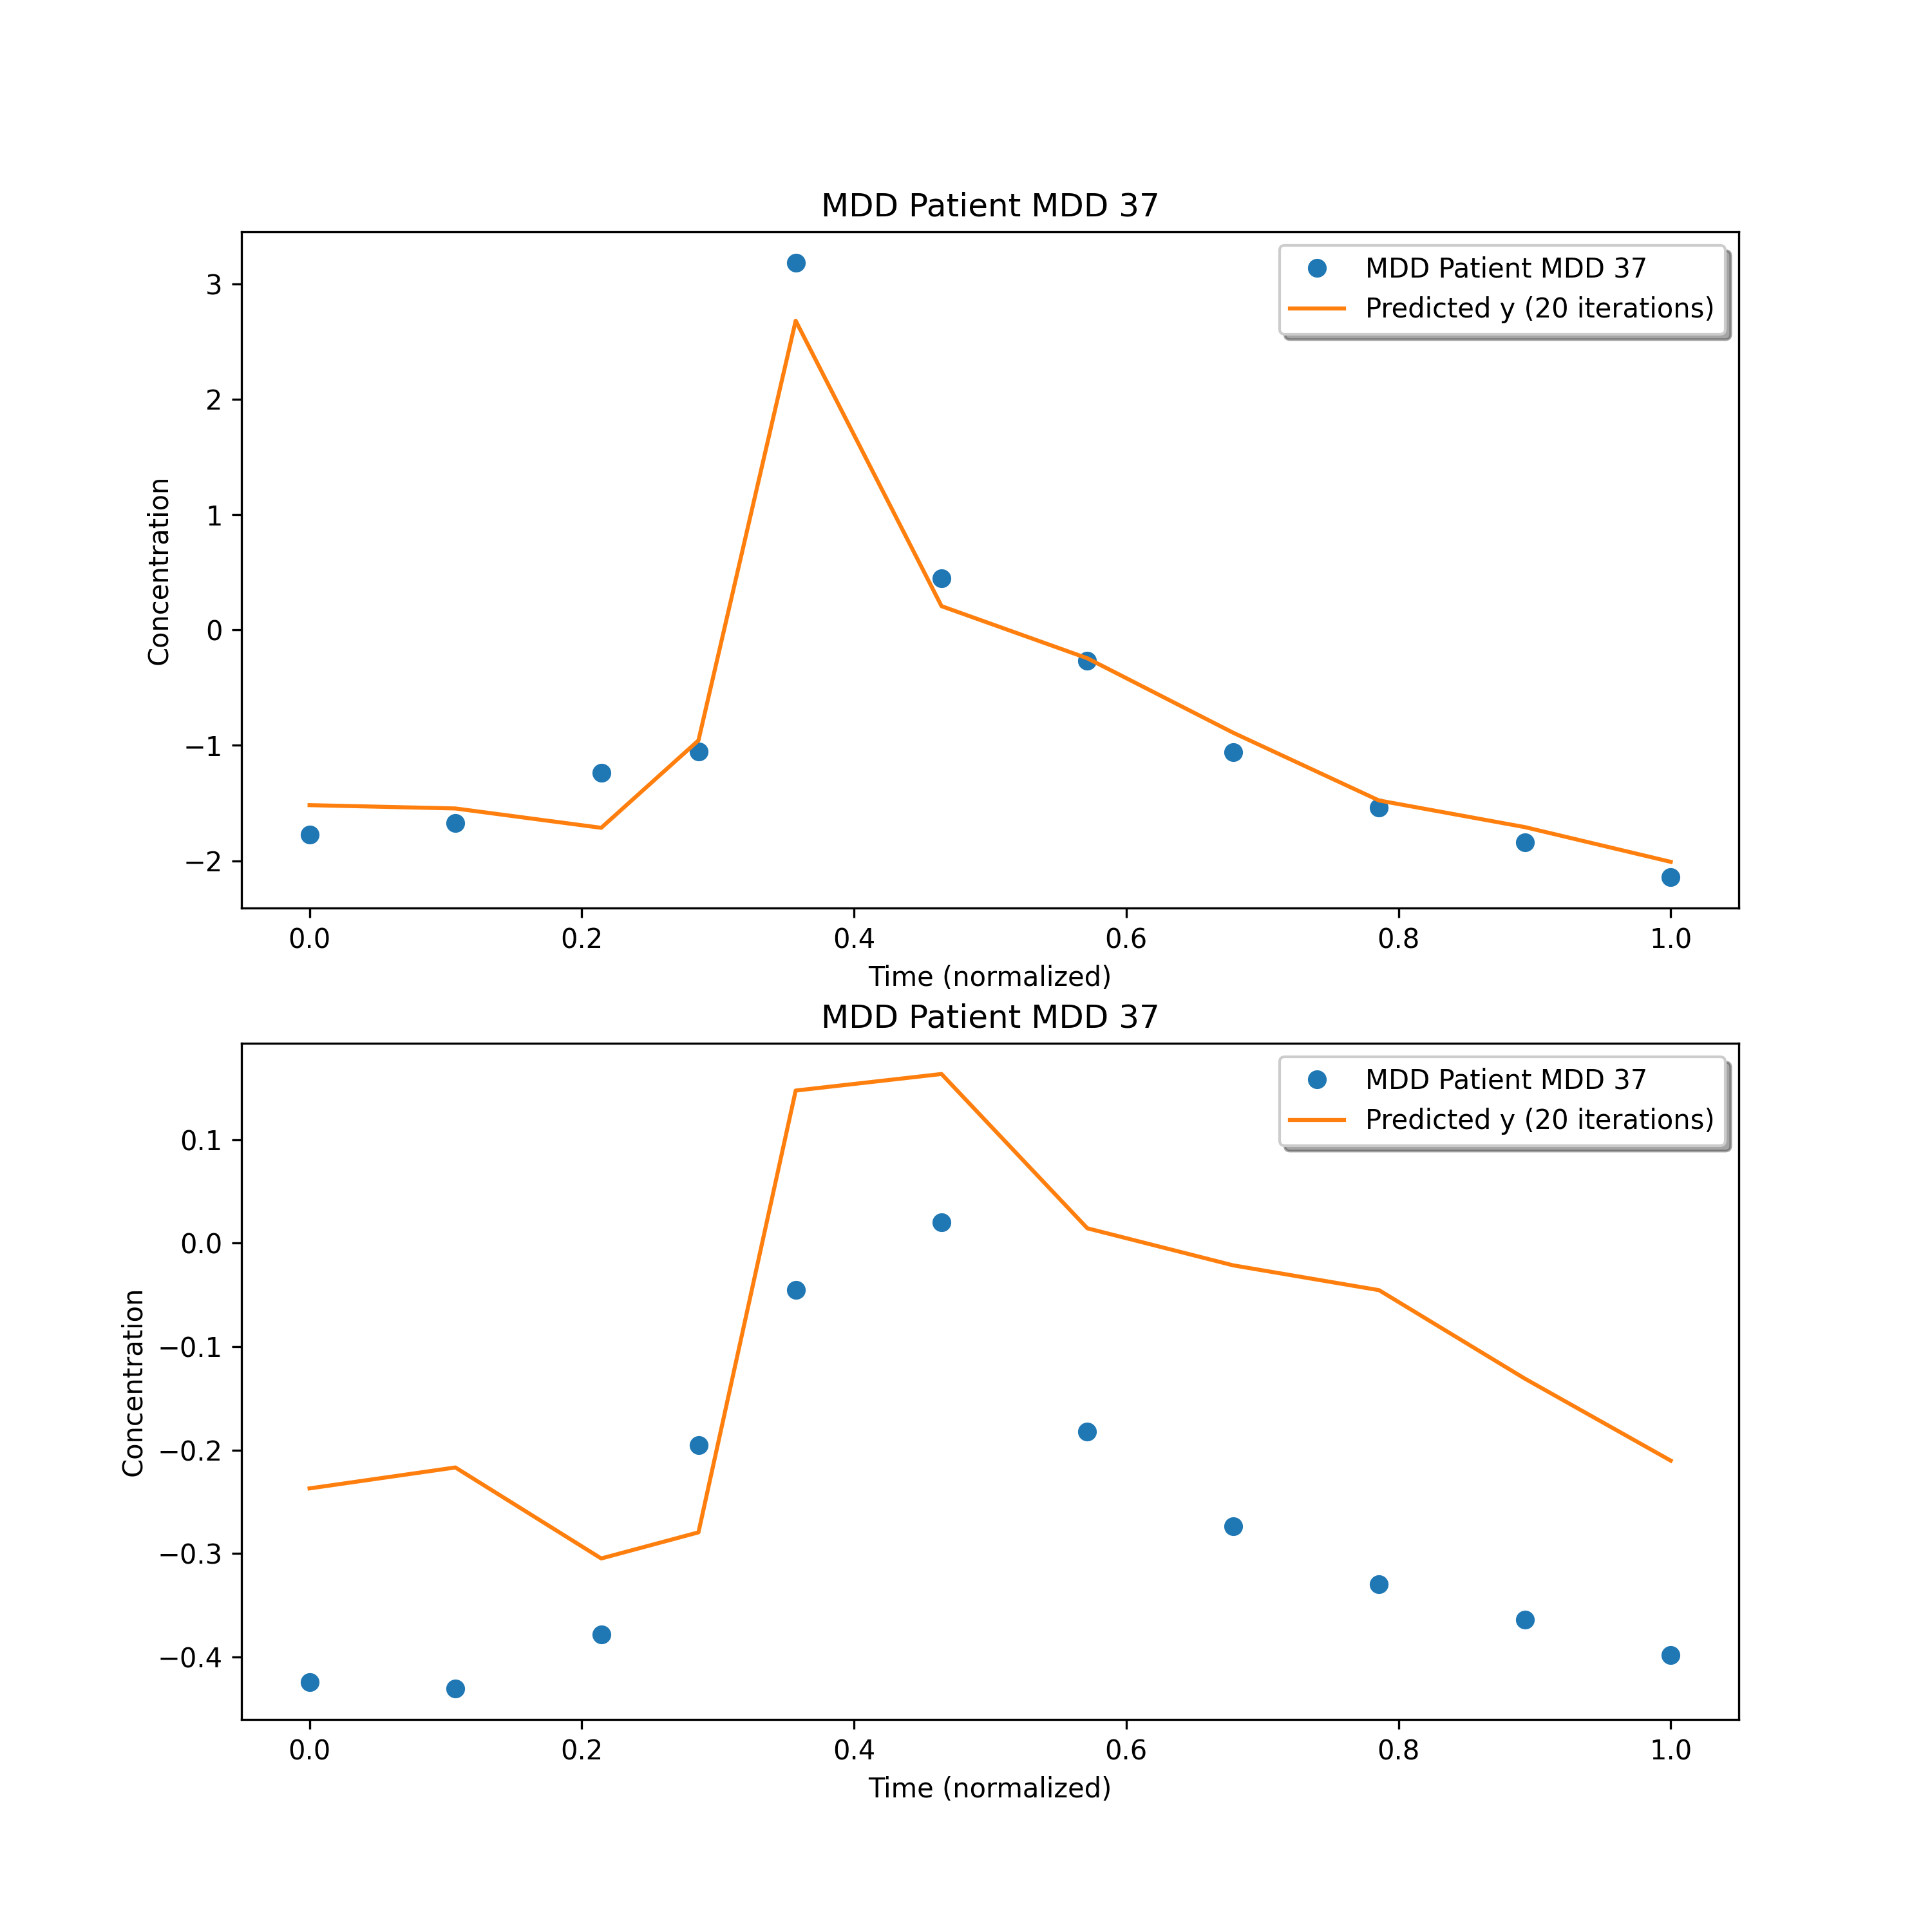 MDD Patient MDD 37
MDD Patient MDD 37
Predicted y (20 iterations)
3
2
1
0
−1
−2
Concentration
0.0 0.2 0.4 0.6 0.8 1.0
Time (normalized)
MDD Patient MDD 37
MDD Patient MDD 37
Predicted y (20 iterations)
0.1
0.0
−0.1
−0.2
−0.3
−0.4
Concentration
0.0 0.2 0.4 0.6 0.8 1.0
Time (normalized)